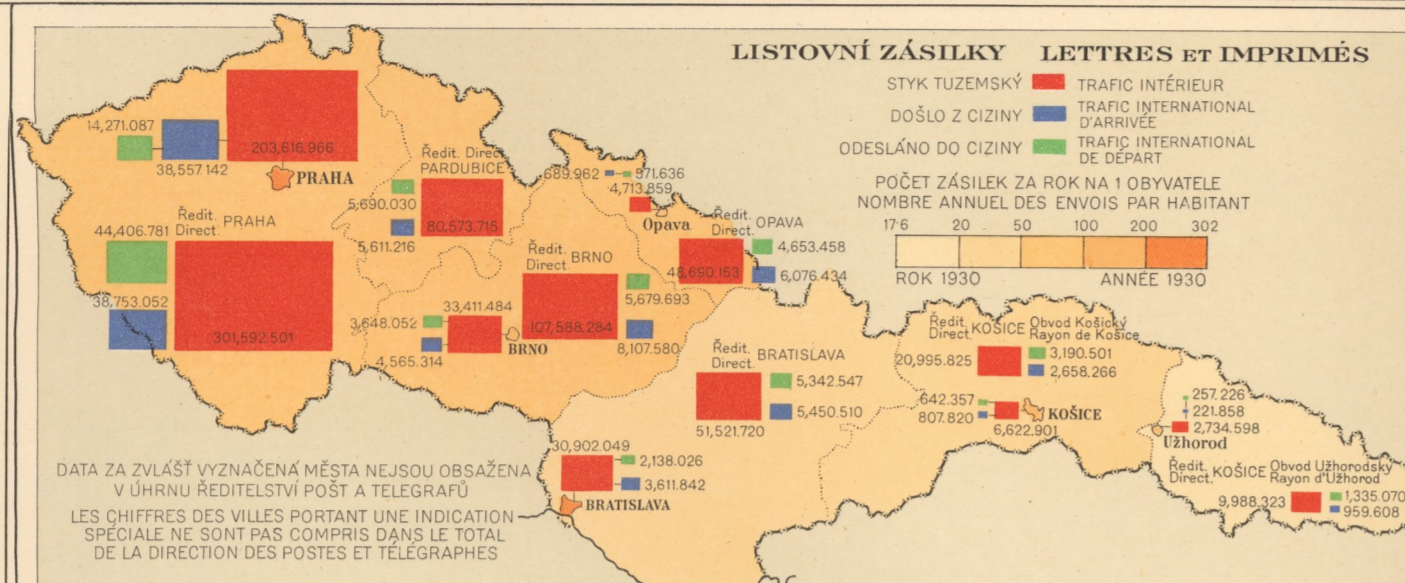 LISTOVNÍ ZÁSILKY LETTRES ET IMPRIMÉS
STYK TUZEMSKÝ TRAFIC INTÉRIEUR
DOŠLO Z CIZINY TRAFIC INTERNATIONAL
D'ARRIVÉE
ODESLÁNO DO CIZINY TRAFIC INTERNATIONAL
DE DÉPART
POČET ZÁSILEK ZA ROK NA 1 OBYVATELE
NOMBRE ANNUEL DES ENVOIS PAR HABITANT
17·6 20 50 100 200 302
ROK 1930 ANNÉE 1930
14,271.087
38,557.142
203,616.966
PRAHA
Ředit. Direct.
PARDUBICE
5,690.030
80,573.715
5,611.216
Ředit.
Direct. PRAHA
44,406.781
38,753.052
301,592.501
689.962 371.636
4,713.859
Opava
Ředit.
Direct. OPAVA
4,653.458
48,690.153
6,076.434
Ředit.
Direct. BRNO
5,679.693
107,588.284
8,107.580
33,411.484
3,648.052
4,565.314
BRNO
Ředit.
Direct. BRATISLAVA
5,342.547
5,450.510
51,521.720
30,902.049
2,138.026
3,611.842
BRATISLAVA
Ředit.
Direct. KOŠICE Obvod Košický
Rayon de Košice
20,995.825
3,190.501
2,658.266
642.357
807.820
KOŠICE
6,622.901
257.226
221.858
2,734.598
Užhorod
Ředit.
Direct. KOŠICE Obvod Užhorodský
Rayon d'Užhorod
9,988.323
1,335.070
959.608
DATA ZA ZVLÁŠŤ VYZNAČENÁ MĚSTA NEJSOU OBSAŽENA
V ÚHRNU ŘEDITELSTVÍ POŠT A TELEGRAFŮ
LES CHIFFRES DES VILLES PORTANT UNE INDICATION
SPÉCIALE NE SONT PAS COMPRIS DANS LE TOTAL
DE LA DIRECTION DES POSTES ET TÉLÉGRAPHES